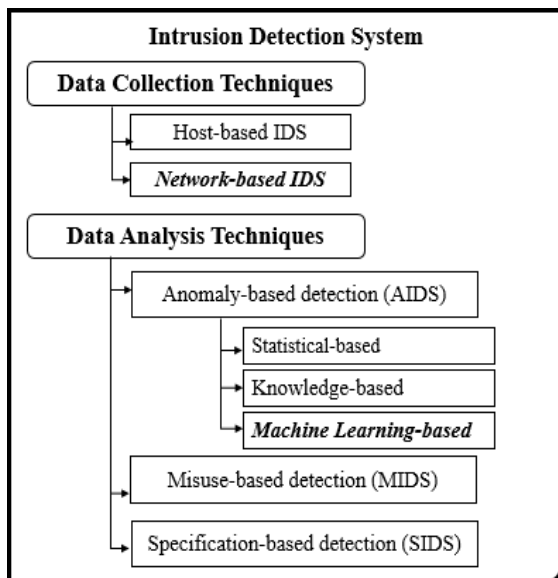 Intrusion Detection System
Data Collection Techniques
Host-based IDS
Network-based IDS
Data Analysis Techniques
Anomaly-based detection (AIDS)
Statistical-based
Knowledge-based
Machine Learning-based
Misuse-based detection (MIDS)
Specification-based detection (SIDS)